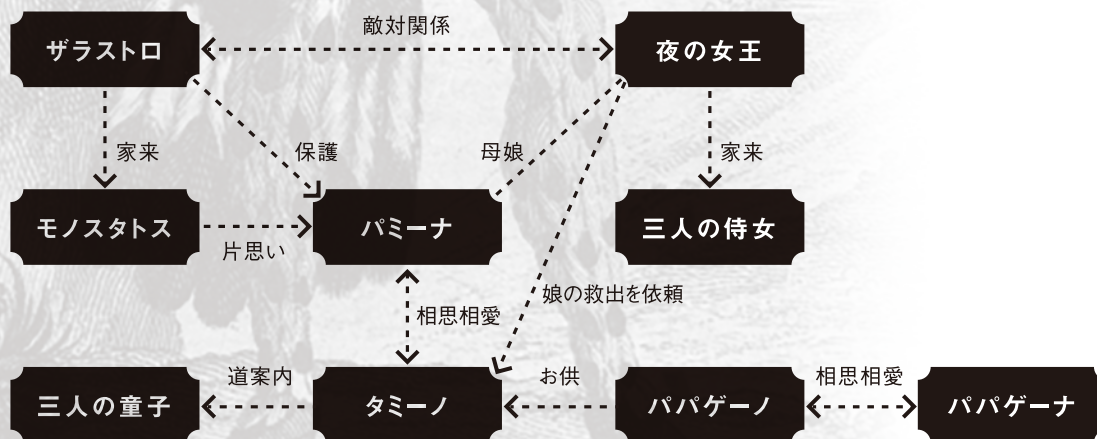 敵対関係
ザラストロ
夜の女王
家来
保護
母娘
家来
モノスタトス
パミーナ
三人の侍女
片思い
娘の救出を依頼
相思相愛
道案内
お供
相思相愛
三人の童子
タミーノ
パパゲーノ
パパゲーナ